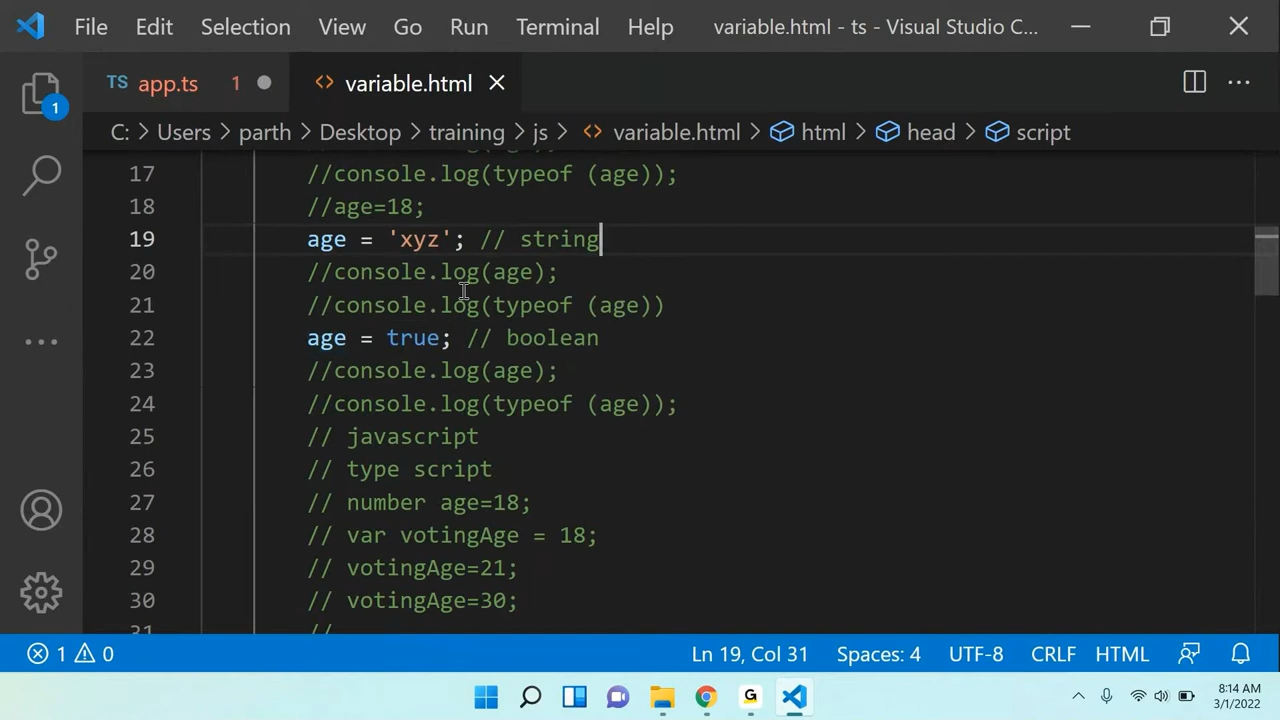 File Edit Selection View Go Run Terminal Help variable.html - ts - Visual Studio C...
TS app.ts 1 variable.html
C: > Users > parth > Desktop > training > js > variable.html > html > head > script
17 //console.log(typeof (age));
18 //age=18;
19 age = 'xyz'; // string
20 //console.log(age);
21 //console.log(typeof (age))
22 age = true; // boolean
23 //console.log(age);
24 //console.log(typeof (age));
25 // javascript
26 // type script
27 // number age=18;
28 // var votingAge = 18;
29 // votingAge=21;
30 // votingAge=30;
31 //
1
1 0 Ln 19, Col 31 Spaces: 4 UTF-8 CRLF HTML
G
8:14 AM
3/1/2022